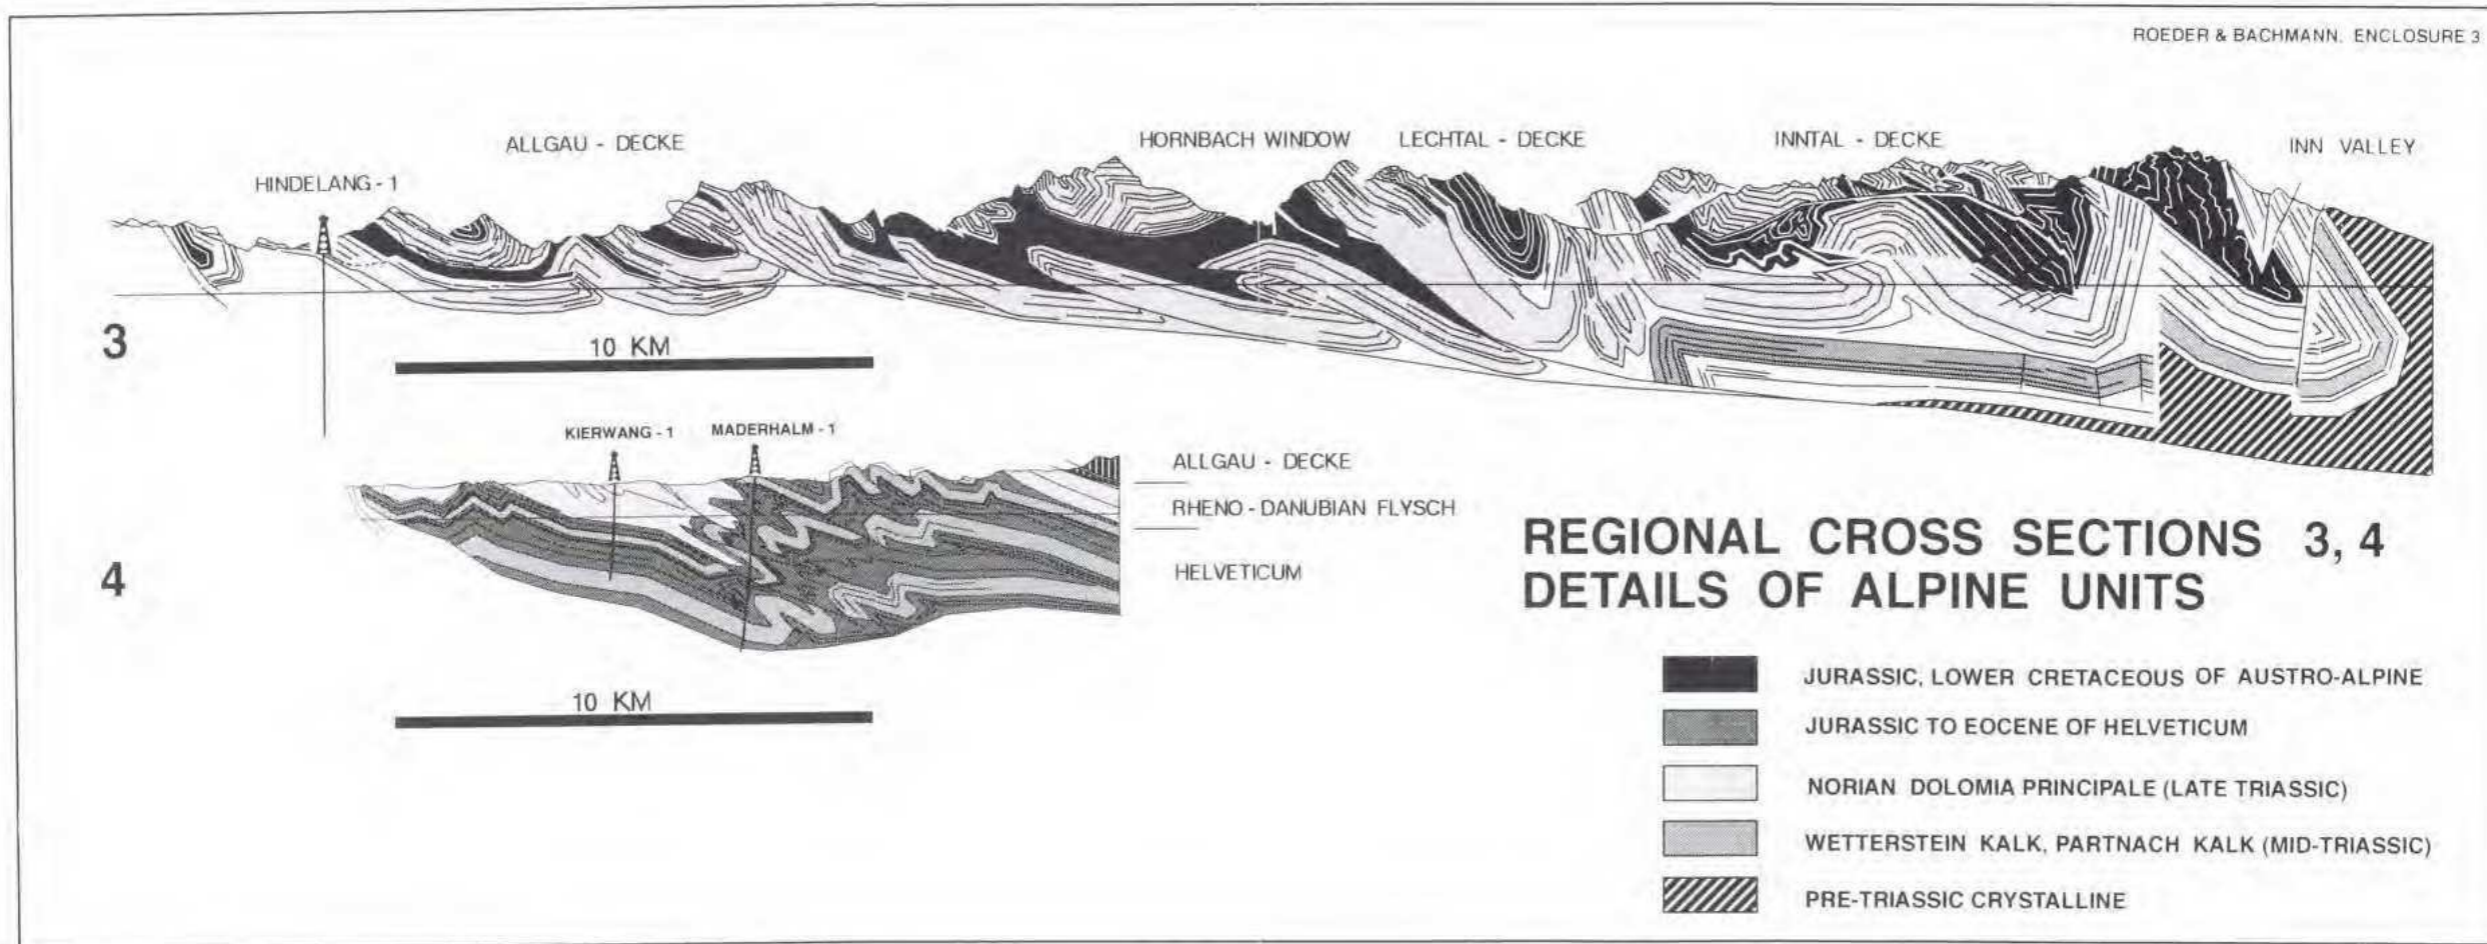 ROEDER & BACHMANN. ENCLOSURE 3
ALLGAU - DECKE
HORNBACH WINDOW
LECHTAL - DECKE
INNTAL - DECKE
INN VALLEY
HINDELANG - 1
3
10 KM
KIERWANG - 1
MADERHALM - 1
ALLGAU - DECKE
RHENO - DANUBIAN FLYSCH
HELVETICUM
4
10 KM
REGIONAL CROSS SECTIONS 3, 4
DETAILS OF ALPINE UNITS
JURASSIC, LOWER CRETACEOUS OF AUSTRO-ALPINE
JURASSIC TO EOCENE OF HELVETICUM
NORIAN DOLOMIA PRINCIPALE (LATE TRIASSIC)
WETTERSTEIN KALK, PARTNACH KALK (MID-TRIASSIC)
PRE-TRIASSIC CRYSTALLINE